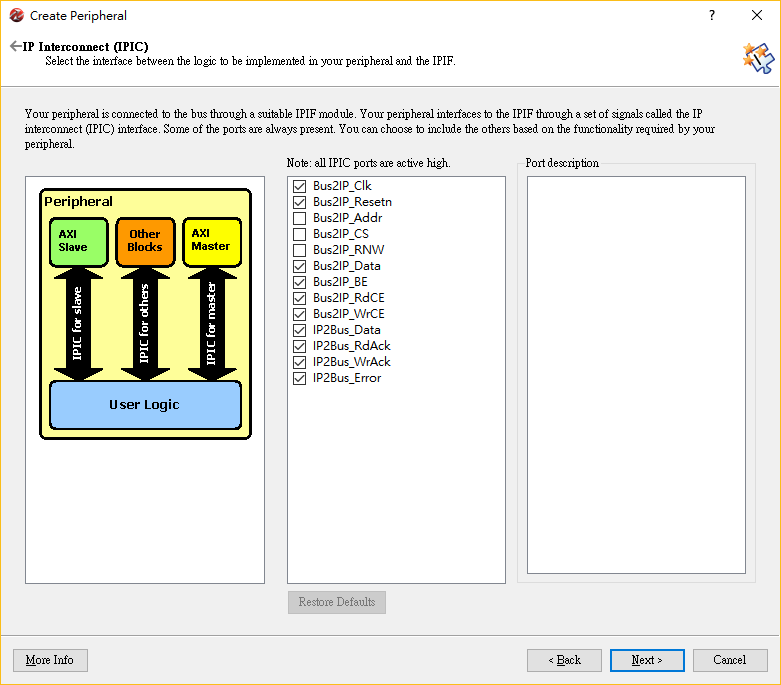 Create Peripheral
?
IP Interconnect (IPIC)
Select the interface between the logic to be implemented in your peripheral and the IPIF.
Your peripheral is connected to the bus through a suitable IPIF module. Your peripheral interfaces to the IPIF through a set of signals called the IP
interconnect (IPIC) interface. Some of the ports are always present. You can choose to include the others based on the functionality required by your
peripheral.
Note: all IPIC ports are active high.
Port description
Peripheral
AXI
Slave
Other
Blocks
AXI
Master
IPIC for slave
IPIC for others
IPIC for master
User Logic
Bus2IP_Clk
Bus2IP_Resetn
Bus2IP_Addr
Bus2IP_CS
Bus2IP_RNW
Bus2IP_Data
Bus2IP_BE
Bus2IP_RdCE
Bus2IP_WrCE
IP2Bus_Data
IP2Bus_RdAck
IP2Bus_WrAck
IP2Bus_Error
Restore Defaults
More Info
< Back
Next >
Cancel